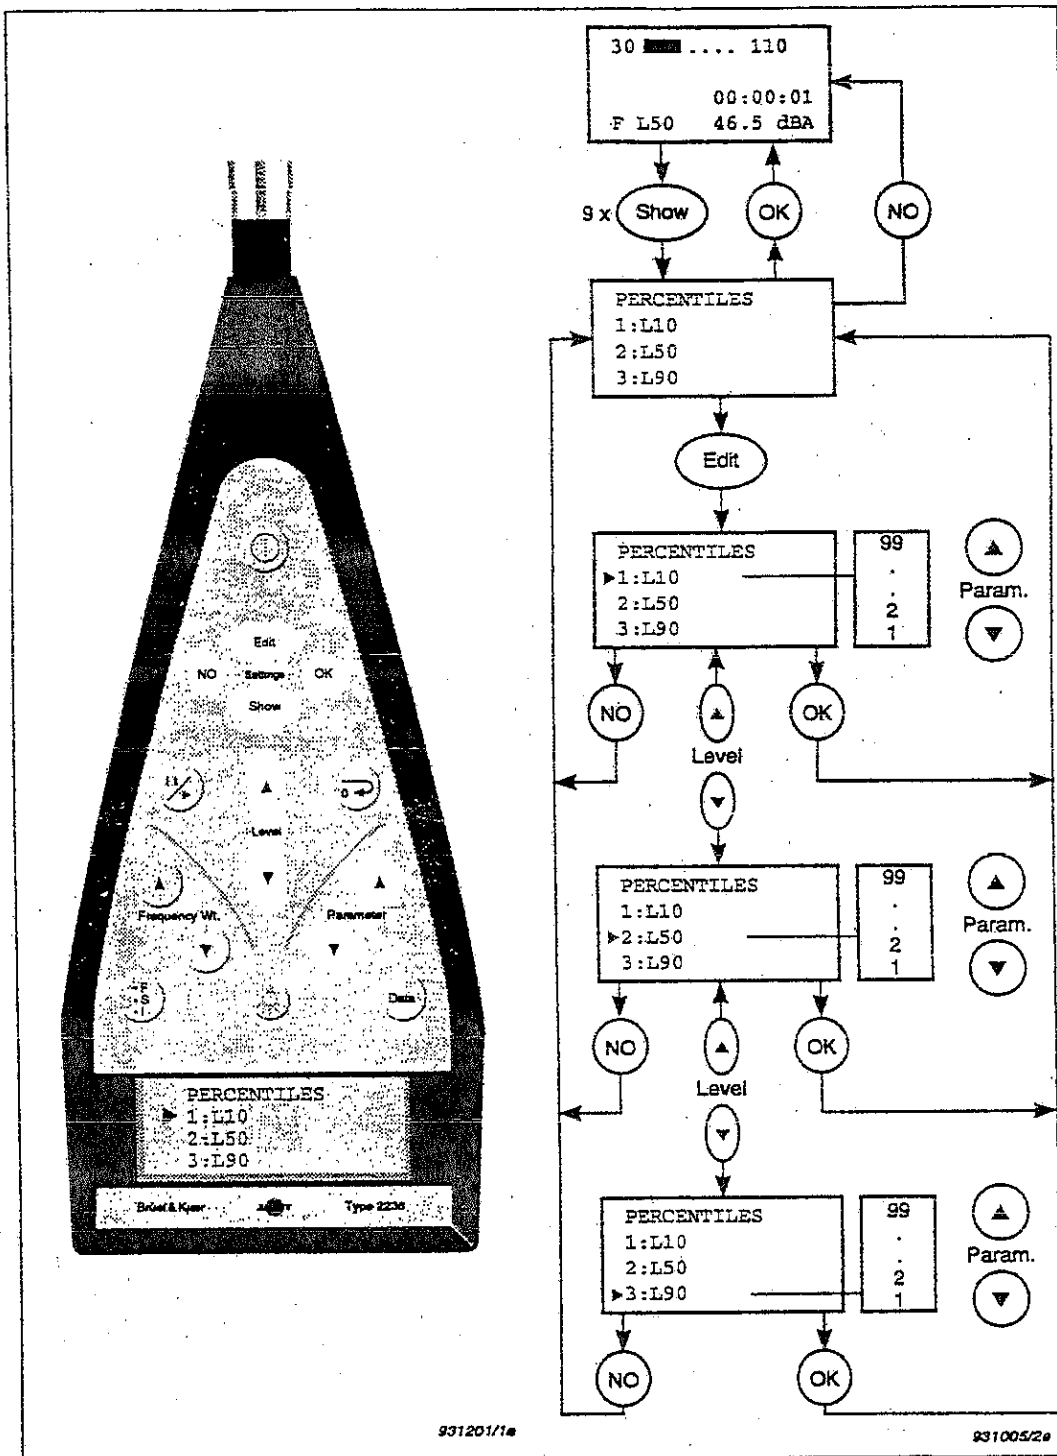 Edit
NO Settings OK
Show
Level
Frequency Wt. Parameter
F
S
I
Data
PERCENTILES
► 1:L10
2:L50
3:L90
Brüel & Kjær Type 2236
931201/1e
30 .... 110
00:00:01
F L50 46.5 dBA
9 x Show OK NO
PERCENTILES
1:L10
2:L50
3:L90
Edit
PERCENTILES
►1:L10
2:L50
3:L90
99
.
.
2
1
Param.
NO OK
Level
PERCENTILES
1:L10
►2:L50
3:L90
99
.
.
2
1
Param.
NO OK
Level
PERCENTILES
1:L10
2:L50
►3:L90
99
.
.
2
1
Param.
NO OK
931005/2e